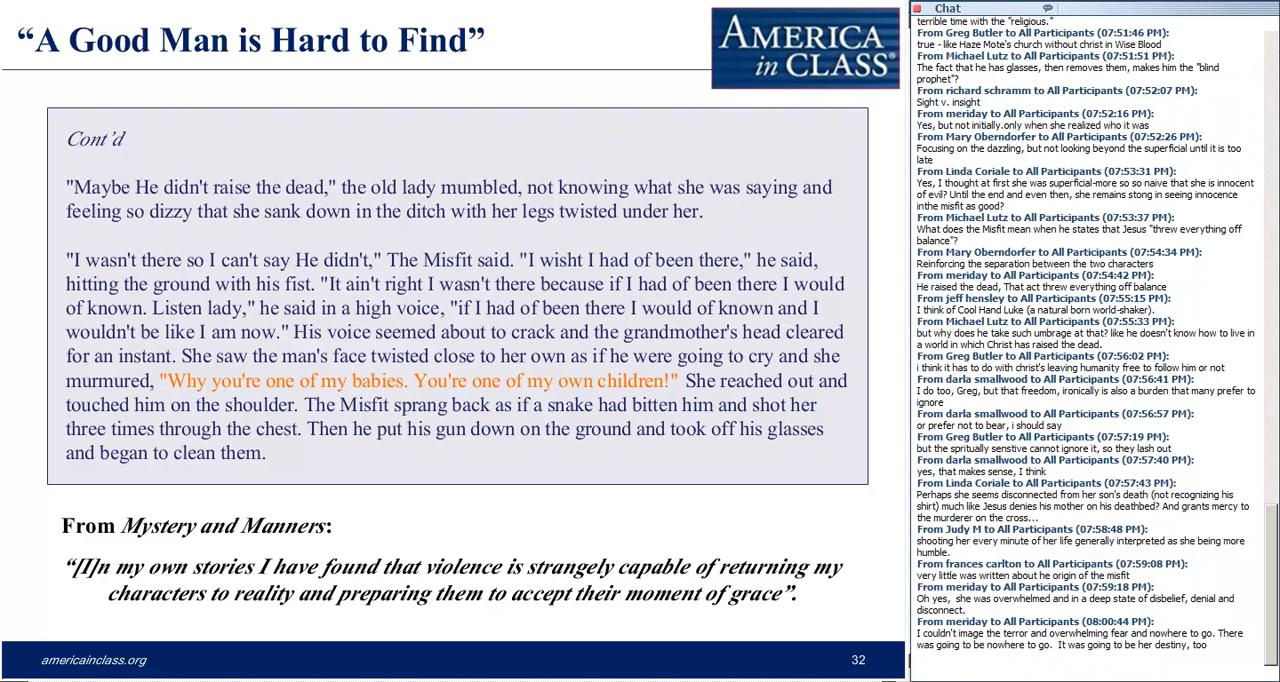 “A Good Man is Hard to Find”
AMERICA
in CLASS®
Cont’d
"Maybe He didn't raise the dead," the old lady mumbled, not knowing what she was saying and
feeling so dizzy that she sank down in the ditch with her legs twisted under her.
"I wasn't there so I can't say He didn't," The Misfit said. "I wisht I had of been there," he said,
hitting the ground with his fist. "It ain't right I wasn't there because if I had of been there I would
of known. Listen lady," he said in a high voice, "if I had of been there I would of known and I
wouldn't be like I am now." His voice seemed about to crack and the grandmother's head cleared
for an instant. She saw the man's face twisted close to her own as if he were going to cry and she
murmured, "Why you're one of my babies. You're one of my own children!" She reached out and
touched him on the shoulder. The Misfit sprang back as if a snake had bitten him and shot her
three times through the chest. Then he put his gun down on the ground and took off his glasses
and began to clean them.
From Mystery and Manners:
“[I]n my own stories I have found that violence is strangely capable of returning my
characters to reality and preparing them to accept their moment of grace”.
americainclass.org
32
Chat
terrible time with the "religious."
From Greg Butler to All Participants (07:51:46 PM):
true - like Haze Mote's church without christ in Wise Blood
From Michael Lutz to All Participants (07:51:51 PM):
The fact that he has glasses, then removes them, makes him the "blind
prophet"?
From richard schramm to All Participants (07:52:07 PM):
Sight v. insight
From meriday to All Participants (07:52:16 PM):
Yes, but not initially.only when she realized who it was
From Mary Oberndorfer to All Participants (07:52:26 PM):
Focusing on the dazzling, but not looking beyond the superficial until it is too
late
From Linda Coriale to All Participants (07:53:31 PM):
Yes, I thought at first she was superficial-more so so naive that she is innocent
of evil? Until the end and even then, she remains stong in seeing innocence
inthe misfit as good?
From Michael Lutz to All Participants (07:53:37 PM):
What does the Misfit mean when he states that Jesus "threw everything off
balance"?
From Mary Oberndorfer to All Participants (07:54:34 PM):
Reinforcing the separation between the two characters
From meriday to All Participants (07:54:42 PM):
He raised the dead, That act threw everything off balance
From jeff hensley to All Participants (07:55:15 PM):
I think of Cool Hand Luke (a natural born world-shaker).
From Michael Lutz to All Participants (07:55:33 PM):
but why does he take such umbrage at that? like he doesn't know how to live in
a world in which Christ has raised the dead.
From Greg Butler to All Participants (07:56:02 PM):
i think it has to do with christ's leaving humanity free to follow him or not
From darla smallwood to All Participants (07:56:41 PM):
I do too, Greg, but that freedom, ironically is also a burden that many prefer to
ignore
From darla smallwood to All Participants (07:56:57 PM):
or prefer not to bear, i should say
From Greg Butler to All Participants (07:57:19 PM):
but the spritually senstive cannot ignore it, so they lash out
From darla smallwood to All Participants (07:57:40 PM):
yes, that makes sense, I think
From Linda Coriale to All Participants (07:57:43 PM):
Perhaps she seems disconnected from her son's death (not recognizing his
shirt) much like Jesus denies his mother on his deathbed? And grants mercy to
the murderer on the cross...
From Judy M to All Participants (07:58:48 PM):
shooting her every minute of her life generally interpreted as she being more
humble.
From frances carlton to All Participants (07:59:08 PM):
very little was written about the origin of the misfit
From meriday to All Participants (07:59:18 PM):
Oh yes, she was overwhelmed and in a deep state of disbelief, denial and
disconnect.
From meriday to All Participants (08:00:44 PM):
I couldn't image the terror and overwhelming fear and nowhere to go. There
was going to be nowhere to go. It was going to be her destiny, too